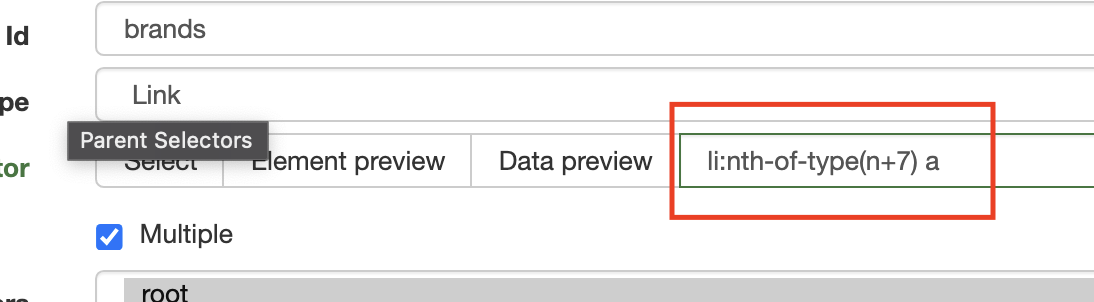 Id
brands
pe
Link
Parent Selectors
tor
Select
Element preview
Data preview
li:nth-of-type(n+7) a
Multiple
root